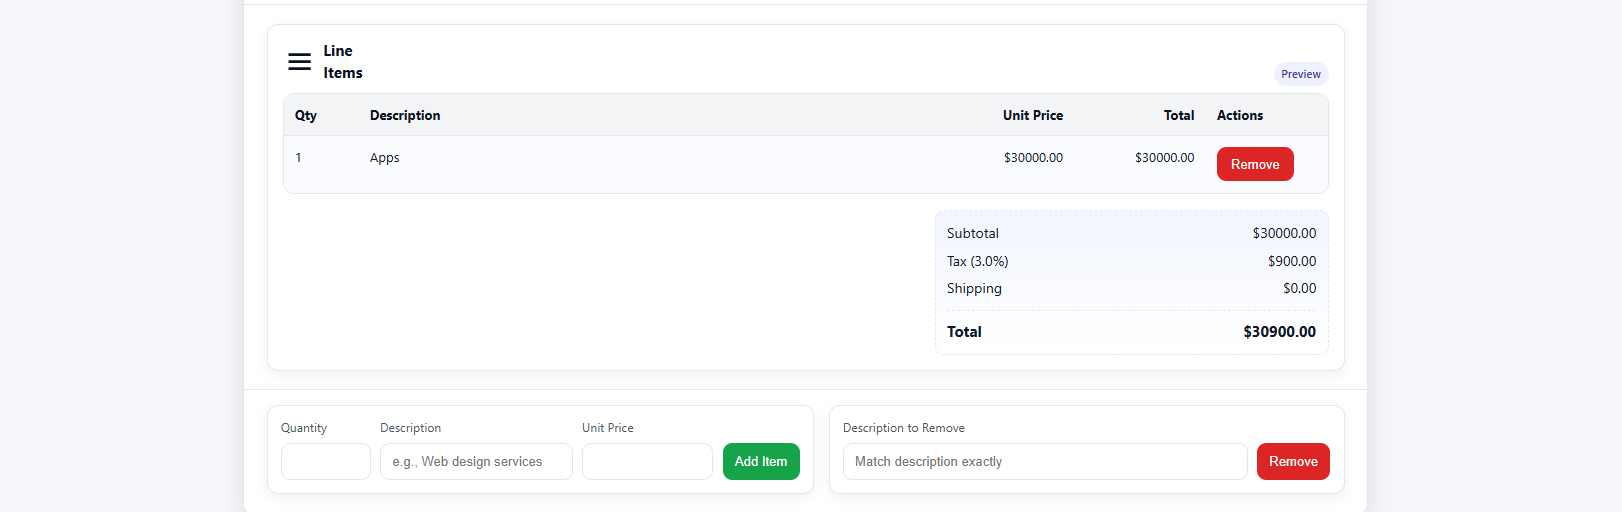 Line
Items
Preview
Qty Description Unit Price Total Actions
1 Apps $30000.00 $30000.00 Remove
Subtotal $30000.00
Tax (3.0%) $900.00
Shipping $0.00
Total $30900.00
Quantity Description Unit Price Description to Remove
e.g., Web design services Add Item Match description exactly Remove